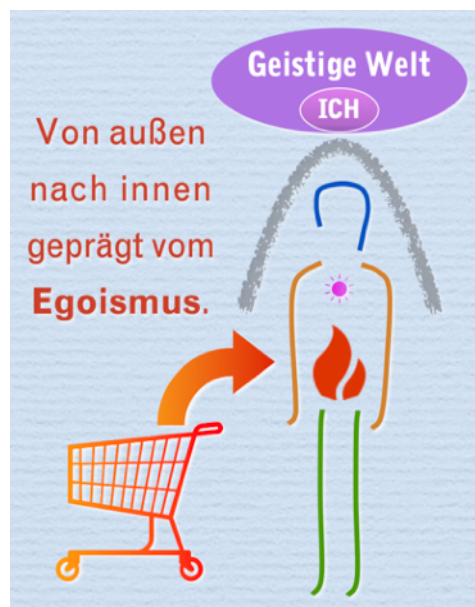 Geistige Welt
ICH
Von außen
nach innen
geprägt vom
Egoismus.